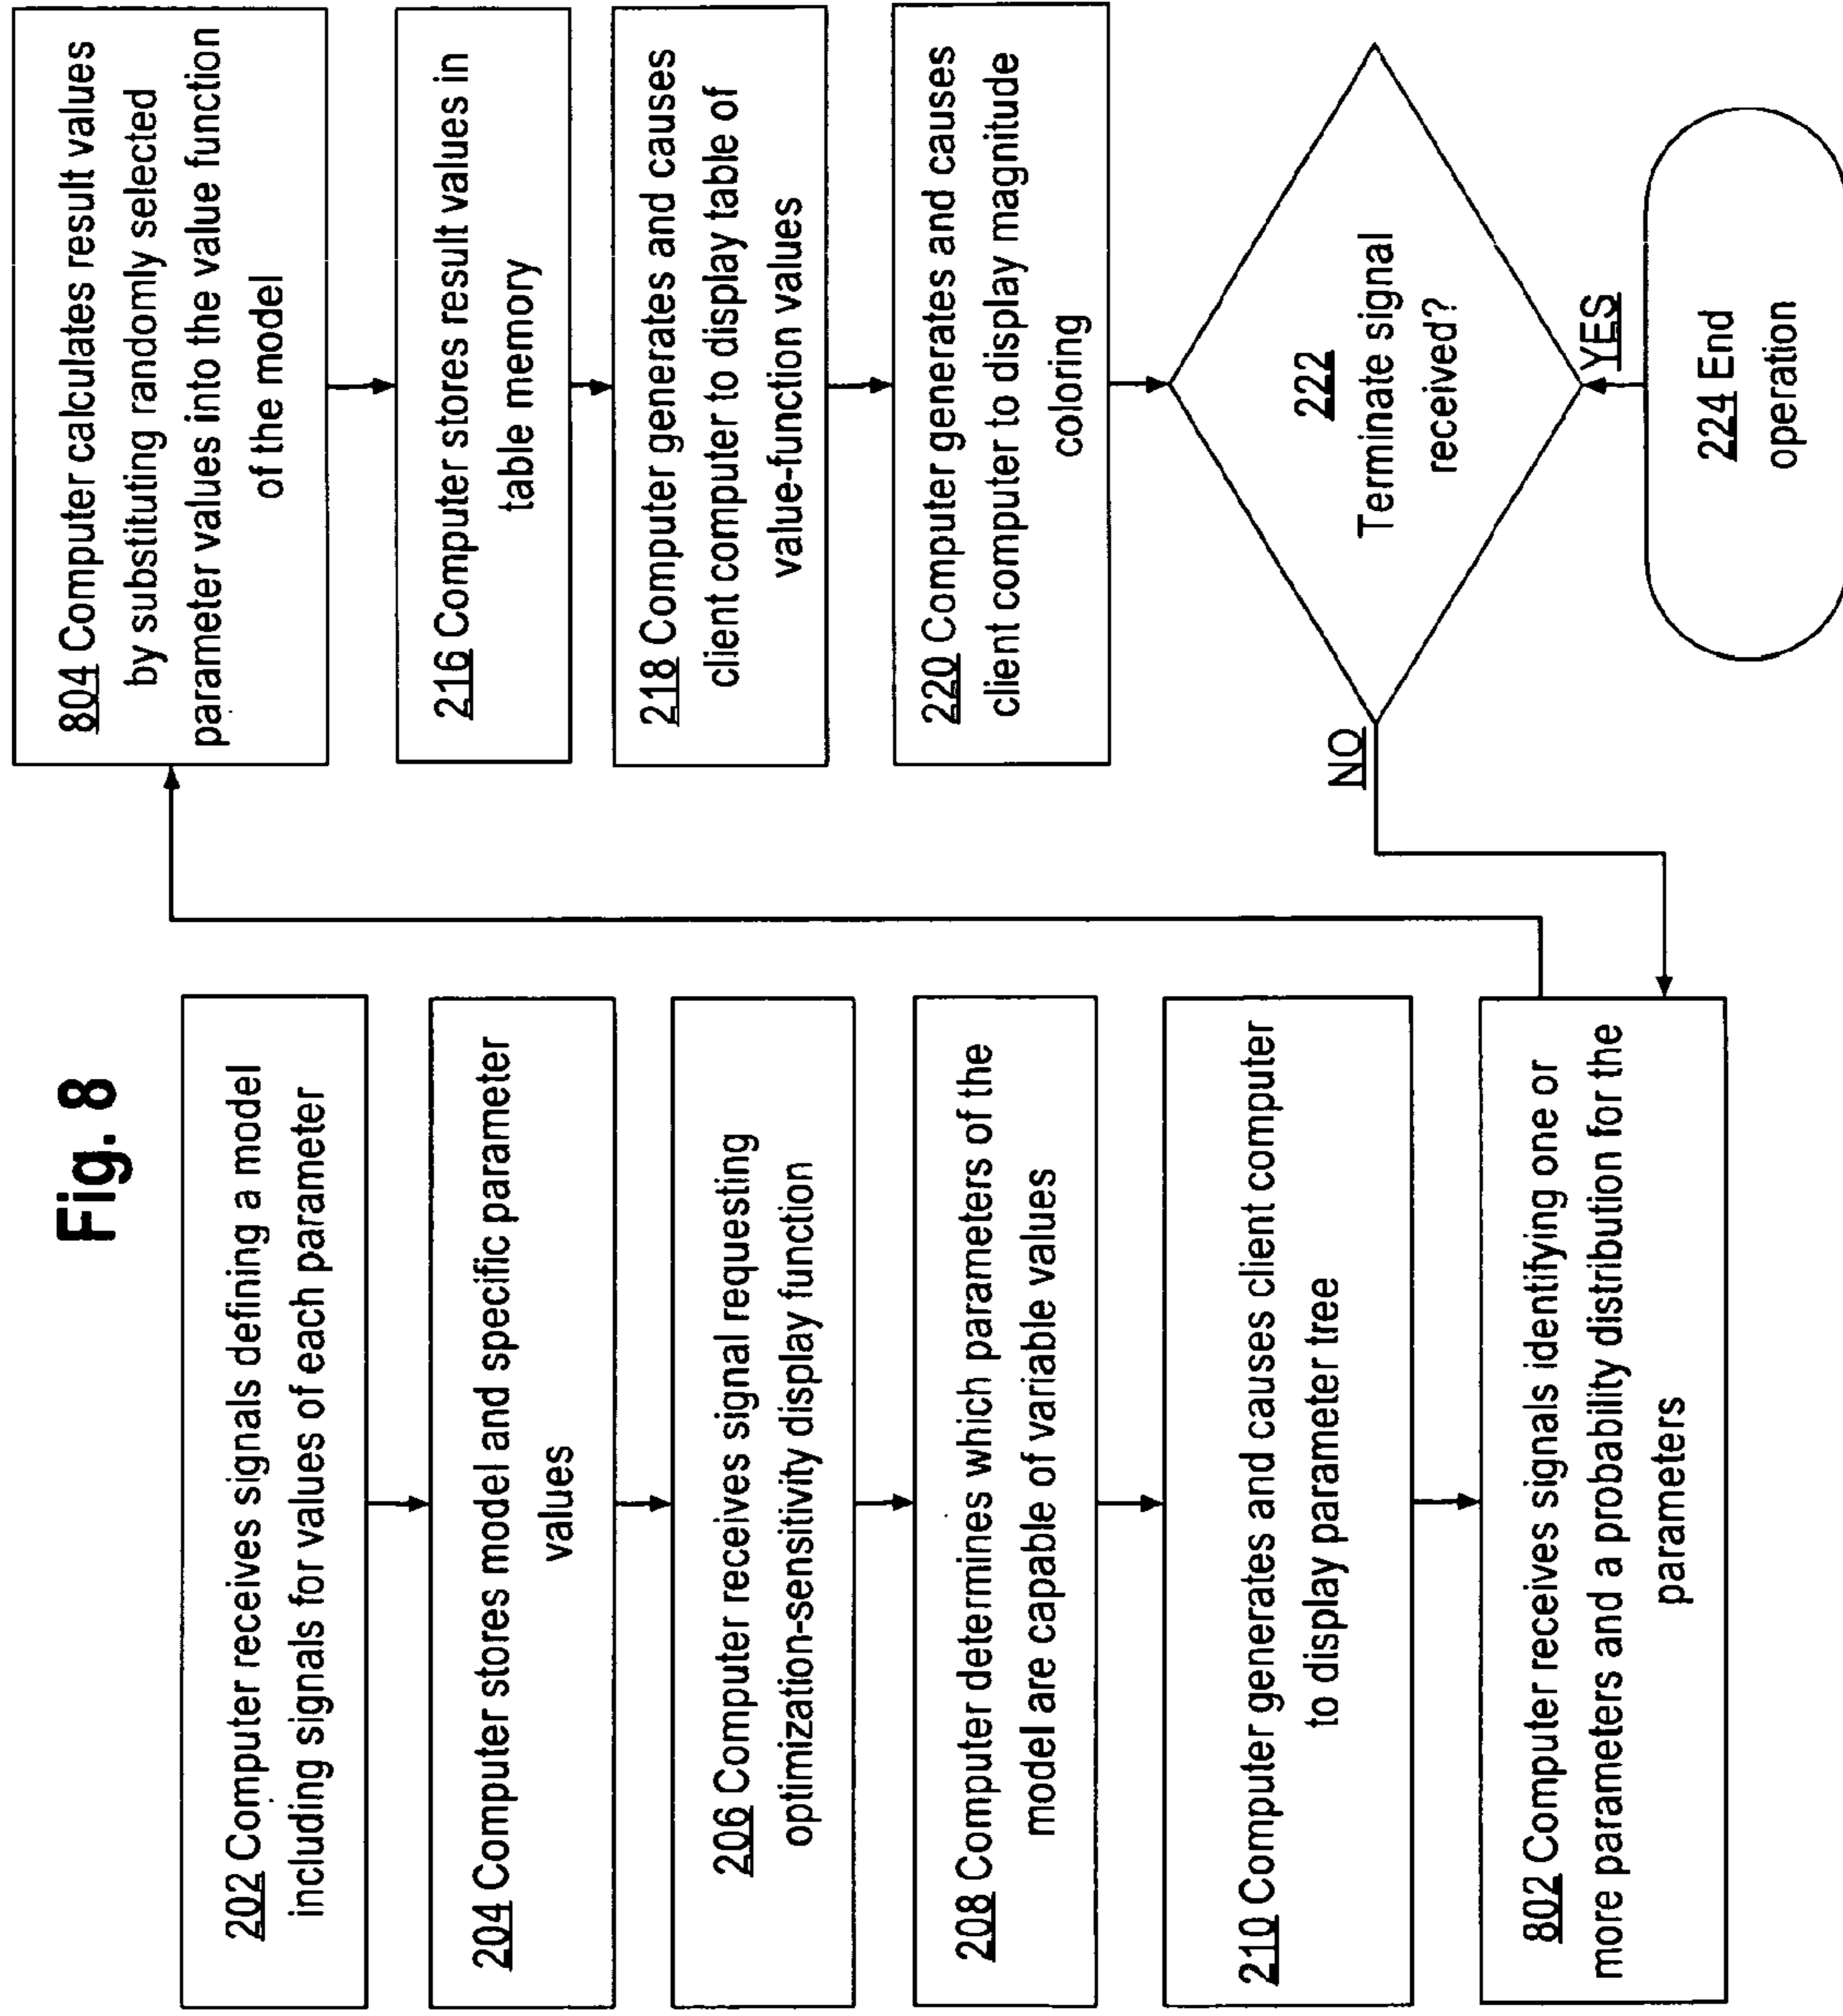 Fig. 8
202 Computer receives signals defining a model
including signals for values of each parameter
204 Computer stores model and specific parameter
values
206 Computer receives signal requesting
optimization-sensitivity display function
208 Computer determines which parameters of the
model are capable of variable values
210 Computer generates and causes client computer
to display parameter tree
802 Computer receives signals identifying one or
more parameters and a probability distribution for the
parameters
804 Computer calculates result values
by substituting randomly selected
parameter values into the value function
of the model
216 Computer stores result values in
table memory
218 Computer generates and causes
client computer to display table of
value-function values
220 Computer generates and causes
client computer to display magnitude
coloring
222
Terminate signal
received?
NO
YES
224 End
operation